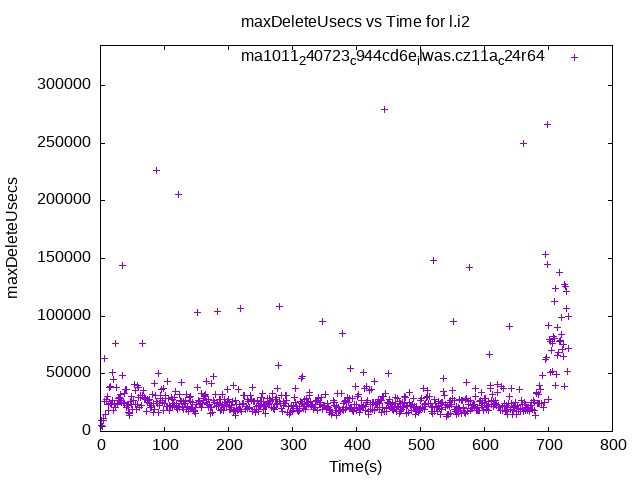 maxDeleteUsecs vs Time for l.i2
ma1011₂40723꜀944cd6eᵢwas.cz11a꜀24r64
300000
250000
200000
150000
100000
50000
0
maxDeleteUsecs
0 100 200 300 400 500 600 700 800
Time(s)